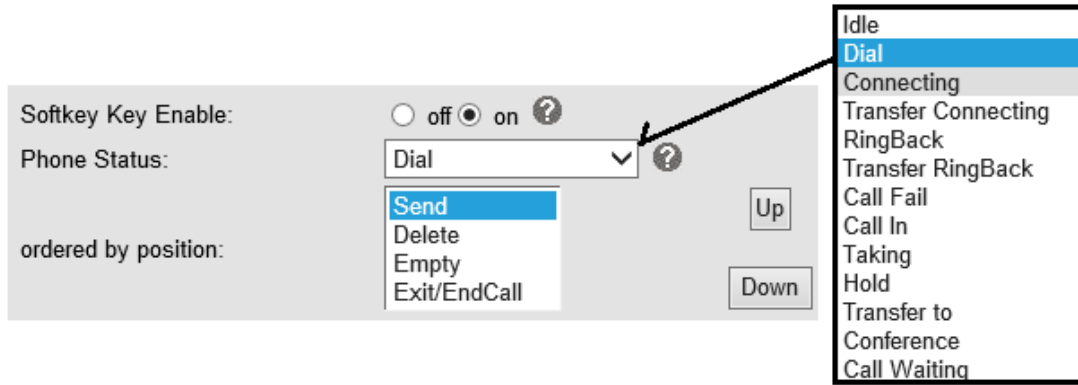 Softkey Key Enable: off on ?
Phone Status: Dial ?
ordered by position:
Send
Delete
Empty
Exit/EndCall
Up
Down
Idle
Dial
Connecting
Transfer Connecting
RingBack
Transfer RingBack
Call Fail
Call In
Taking
Hold
Transfer to
Conference
Call Waiting